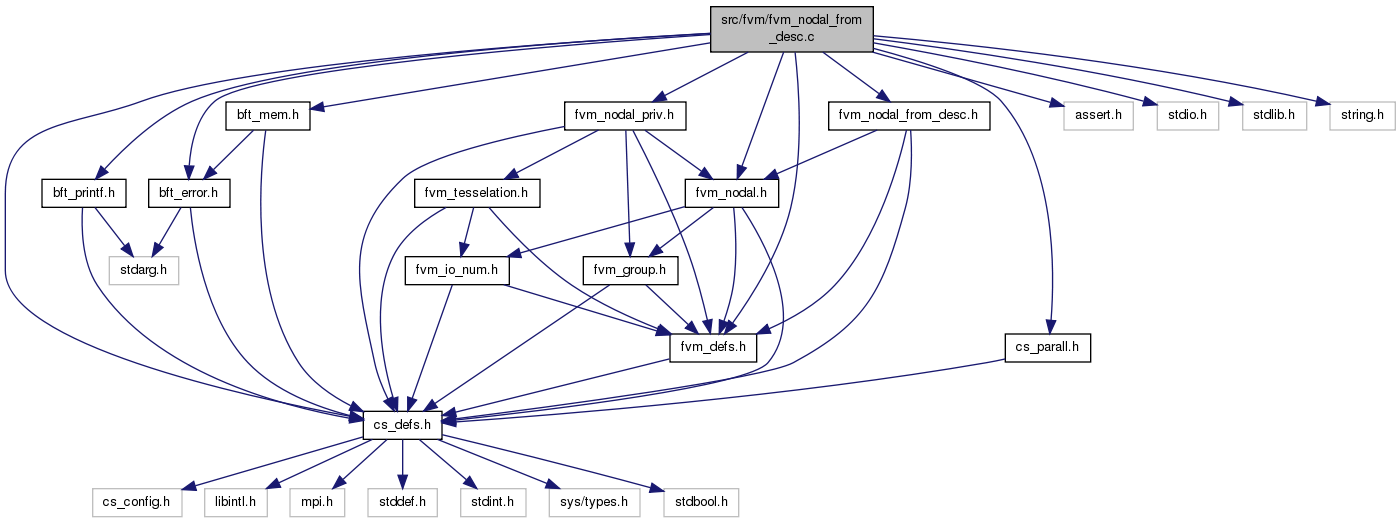 src/fvm/fvm_nodal_from
_desc.c
bft_mem.h
fvm_nodal_priv.h
fvm_nodal_from_desc.h
assert.h
stdio.h
stdlib.h
string.h
bft_printf.h
bft_error.h
fvm_tesselation.h
fvm_nodal.h
stdarg.h
fvm_io_num.h
fvm_group.h
fvm_defs.h
cs_parall.h
cs_defs.h
cs_config.h
libintl.h
mpi.h
stddef.h
stdint.h
sys/types.h
stdbool.h